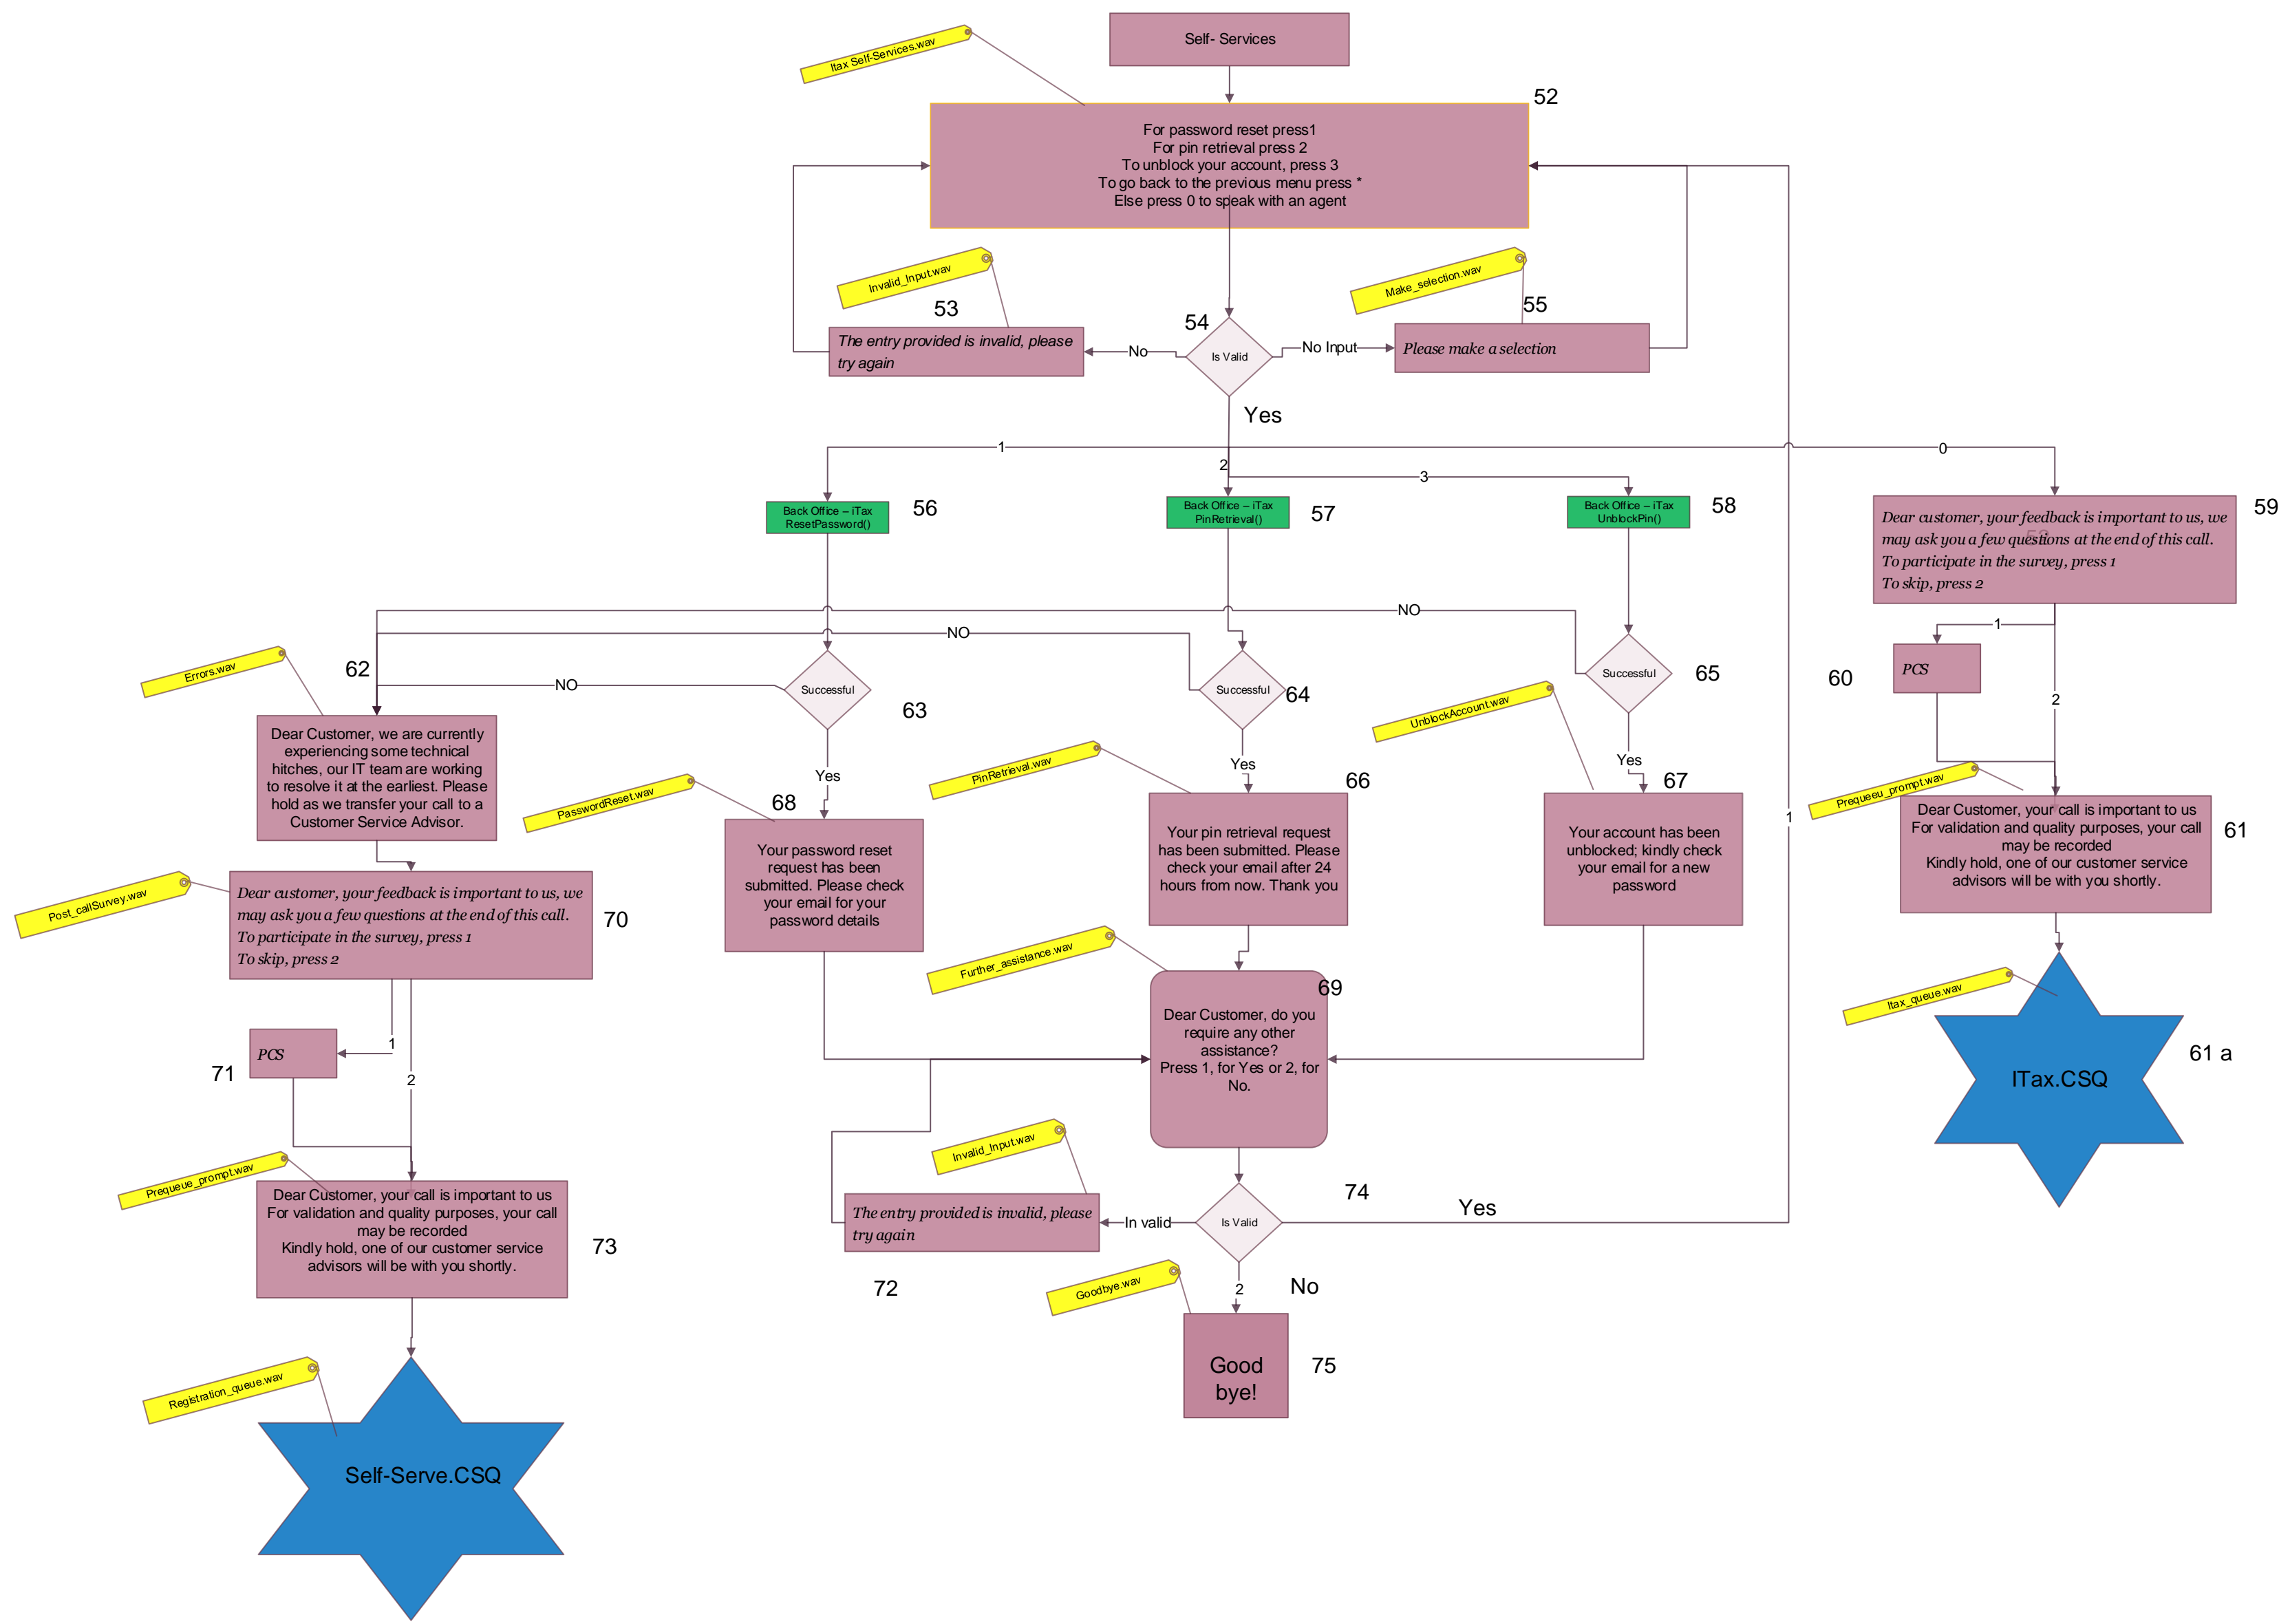 Self- Services
Itax Self-Services.wav
52
For password reset press1
For pin retrieval press 2
To unblock your account, press 3
To go back to the previous menu press *
Else press 0 to speak with an agent
Invalid_Input.wav
Make_selection.wav
53
54
55
The entry provided is invalid, please
try again
No
Is Valid
No Input
Please make a selection
Yes
1
2
3
0
Back Office – iTax
ResetPassword()
56
Back Office – iTax
PinRetrieval()
57
Back Office – iTax
UnblockPin()
58
59
Dear customer, your feedback is important to us, we
may ask you a few questions at the end of this call.
To participate in the survey, press 1
To skip, press 2
NO
NO
NO
1
2
60
PCS
Errors.wav
62
Successful
63
Successful
64
Successful
65
UnblockAccount.wav
Dear Customer, we are currently
experiencing some technical
hitches, our IT team are working
to resolve it at the earliest. Please
hold as we transfer your call to a
Customer Service Advisor.
Yes
Yes
Yes
PinRetrieval.wav
PasswordReset.wav
68
66
67
Prequeeu_prompt.wav
Your password reset
request has been
submitted. Please check
your email for your
password details
Your pin retrieval request
has been submitted. Please
check your email after 24
hours from now. Thank you
Your account has been
unblocked; kindly check
your email for a new
password
Dear Customer, your call is important to us
For validation and quality purposes, your call
may be recorded
Kindly hold, one of our customer service
advisors will be with you shortly.
61
1
Post_callSurvey.wav
Dear customer, your feedback is important to us, we
may ask you a few questions at the end of this call.
To participate in the survey, press 1
To skip, press 2
70
Further_assistance.wav
69
Dear Customer, do you
require any other
assistance?
Press 1, for Yes or 2, for
No.
Itax_queue.wav
ITax.CSQ
61 a
PCS
71
1
2
Invalid_Input.wav
Prequeue_prompt.wav
Dear Customer, your call is important to us
For validation and quality purposes, your call
may be recorded
Kindly hold, one of our customer service
advisors will be with you shortly.
73
The entry provided is invalid, please
try again
In valid
Is Valid
74
Yes
72
Goodbye.wav
2
No
Good
bye!
75
Registration_queue.wav
Self-Serve.CSQ